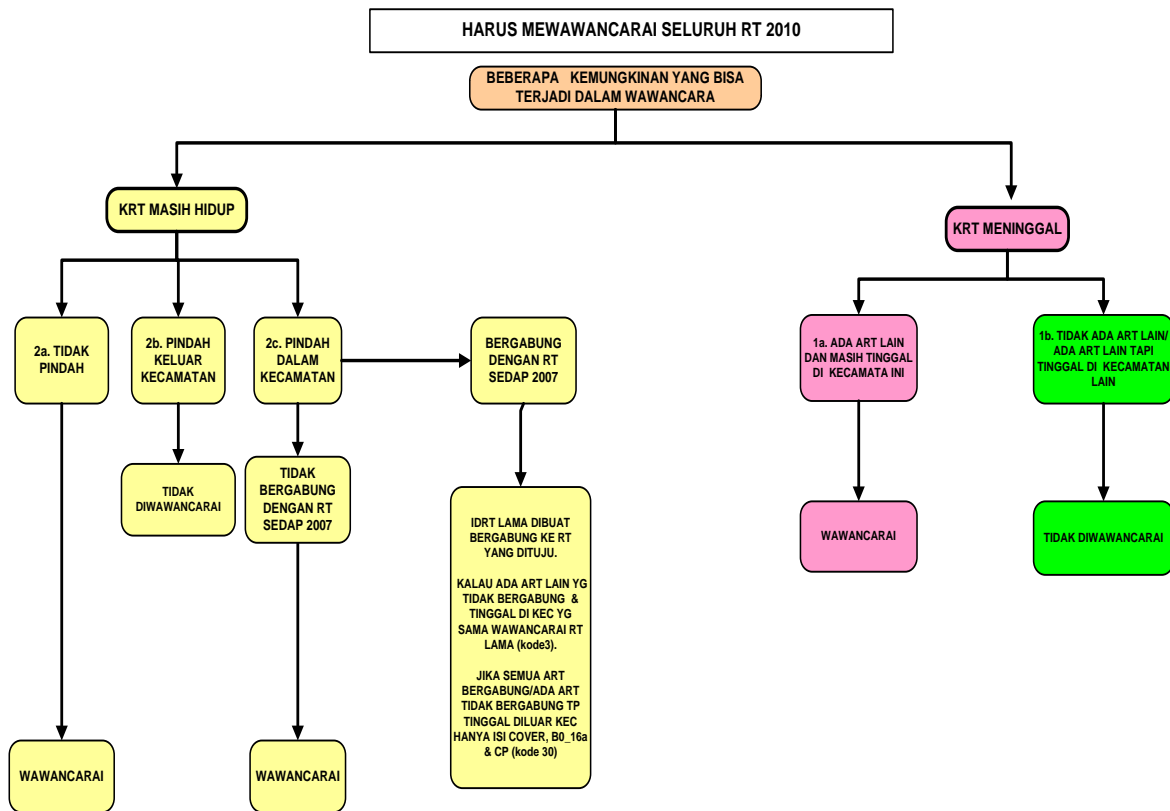 HARUS MEWAWANCARAI SELURUH RT 2010
BEBERAPA KEMUNGKINAN YANG BISA
TERJADI DALAM WAWANCARA
KRT MASIH HIDUP
KRT MENINGGAL
2a. TIDAK
PINDAH
2b. PINDAH
KELUAR
KECAMATAN
2c. PINDAH
DALAM
KECAMATAN
BERGABUNG
DENGAN RT
SEDAP 2007
1a. ADA ART LAIN
DAN MASIH TINGGAL
DI KECAMATA INI
1b. TIDAK ADA ART LAIN/
ADA ART LAIN TAPI
TINGGAL DI KECAMATAN
LAIN
TIDAK
DIWAWANCARAI
TIDAK
BERGABUNG
DENGAN RT
SEDAP 2007
IDRT LAMA DIBUAT
BERGABUNG KE RT
YANG DITUJU.
KALAU ADA ART LAIN YG
TIDAK BERGABUNG &
TINGGAL DI KEC YG
SAMA WAWANCARAI RT
LAMA (kode3).
JIKA SEMUA ART
BERGABUNG/ADA ART
TIDAK BERGABUNG TP
TINGGAL DILUAR KEC
HANYA ISI COVER, B0_16a
& CP (kode 30)
WAWANCARAI
TIDAK DIWAWANCARAI
WAWANCARAI
WAWANCARAI